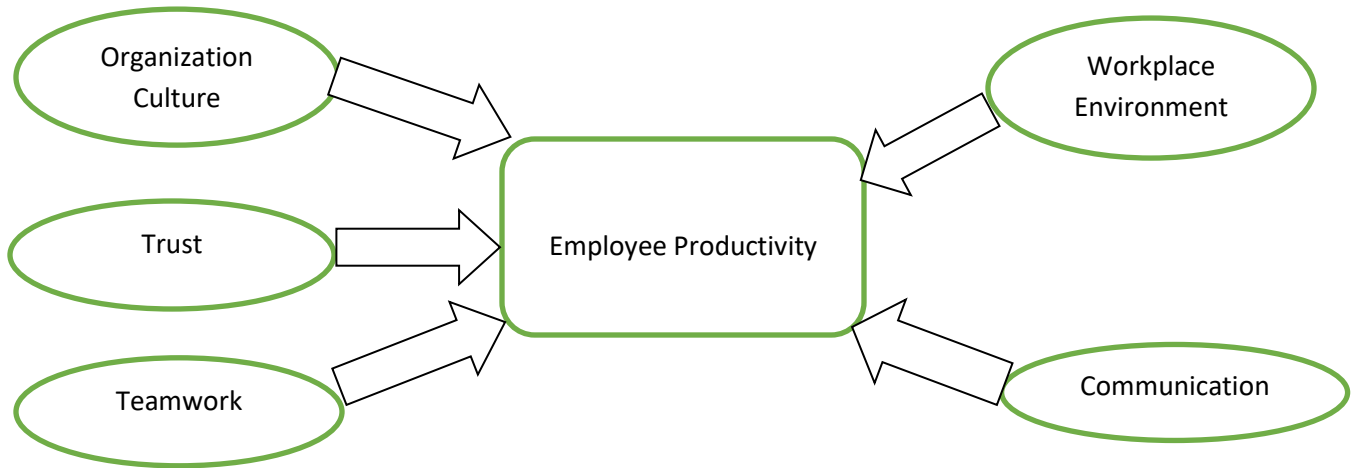 Organization
Culture
Workplace
Environment
Trust
Employee Productivity
Teamwork
Communication